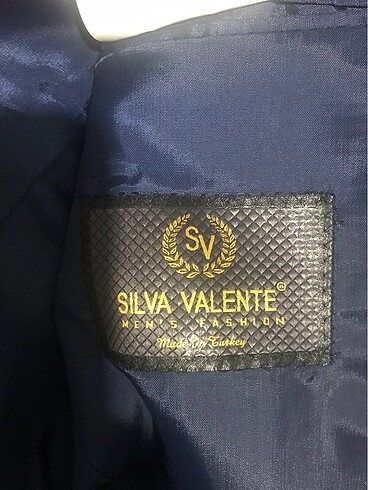 SV
SILVA VALENTE®
MEN'S FASHION
Made In Turkey